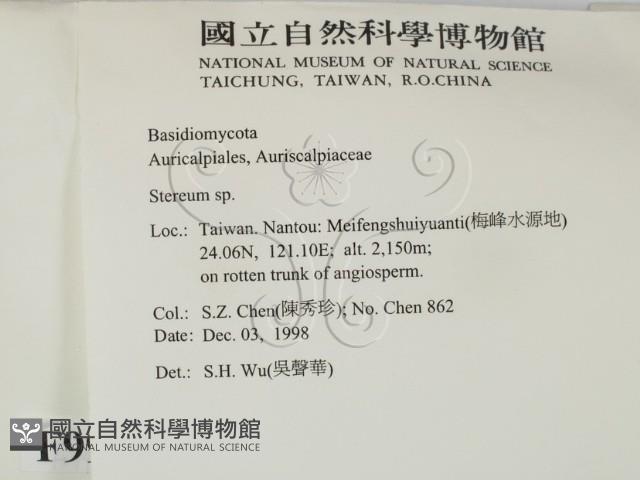 國立自然科學博物館
NATIONAL MUSEUM OF NATURAL SCIENCE
TAICHUNG, TAIWAN, R.O.CHINA
Basidiomycota
Auricalpiales, Auriscalpiaceae
Stereum sp.
Loc.: Taiwan. Nantou: Meifengshuiyuanti(梅峰水源地)
24.06N, 121.10E; alt. 2,150m;
on rotten trunk of angiosperm.
Col.: S.Z. Chen(陳秀珍); No. Chen 862
Date: Dec. 03, 1998
Det.: S.H. Wu(吳聲華)
國立自然科學博物館
NATIONAL MUSEUM OF NATURAL SCIENCE